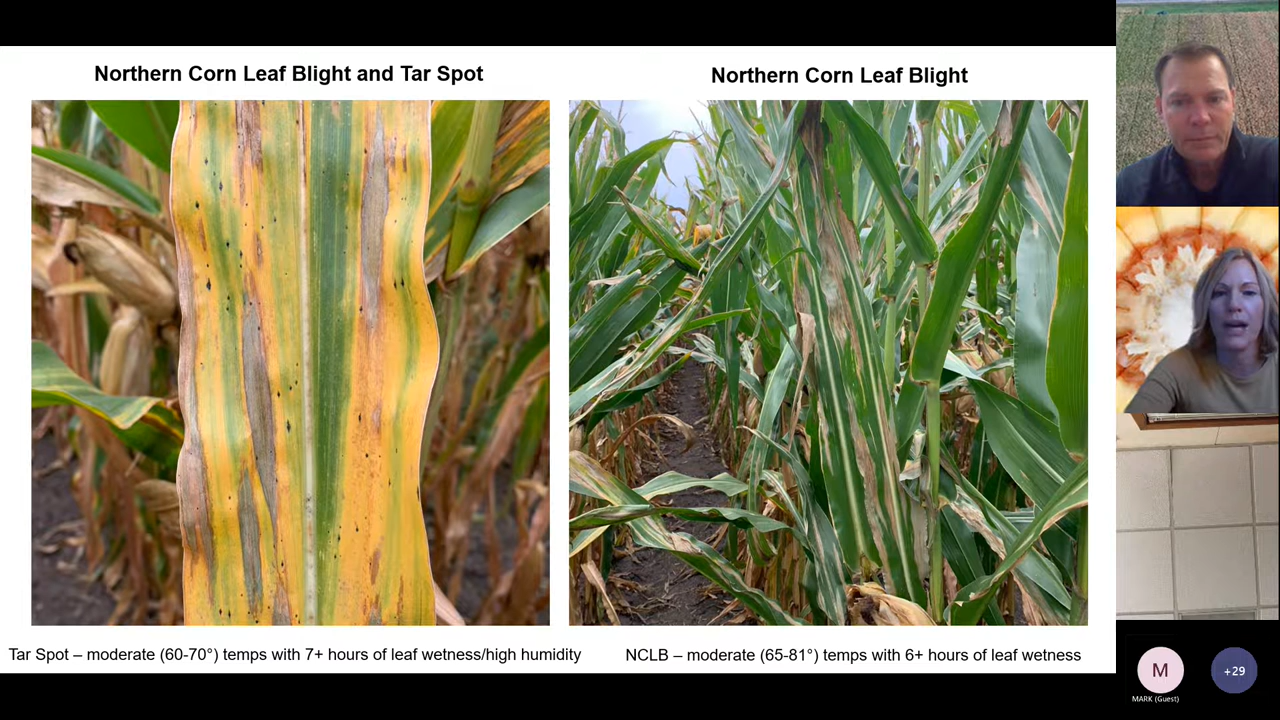 Northern Corn Leaf Blight and Tar Spot
Northern Corn Leaf Blight
Tar Spot – moderate (60-70°) temps with 7+ hours of leaf wetness/high humidity
NCLB – moderate (65-81°) temps with 6+ hours of leaf wetness
M
+29
MARK (Guest)